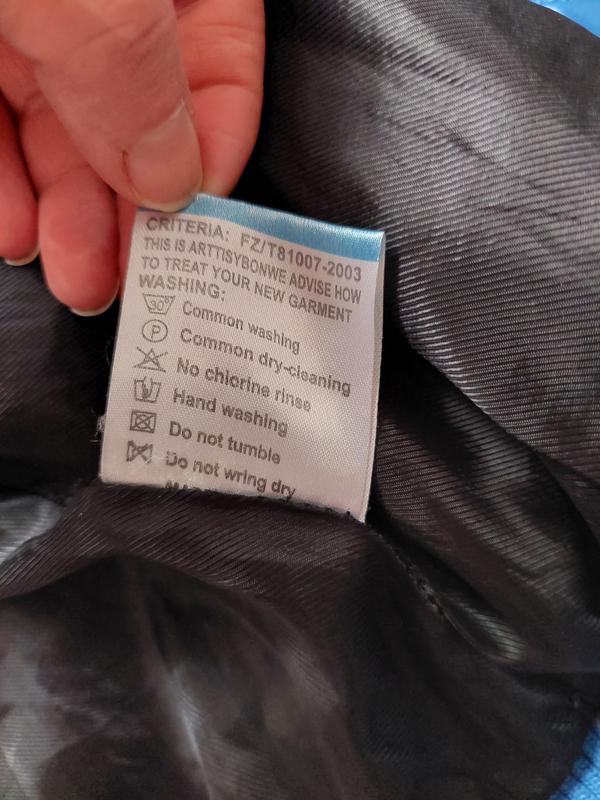 CRITERIA: FZ/T81007-2003
THIS IS ARTTISYBONWE ADVISE HOW
TO TREAT YOUR NEW GARMENT
WASHING:
30° Common washing
P Common dry-cleaning
No chlorine rinse
Hand washing
Do not tumble
Do not wring dry